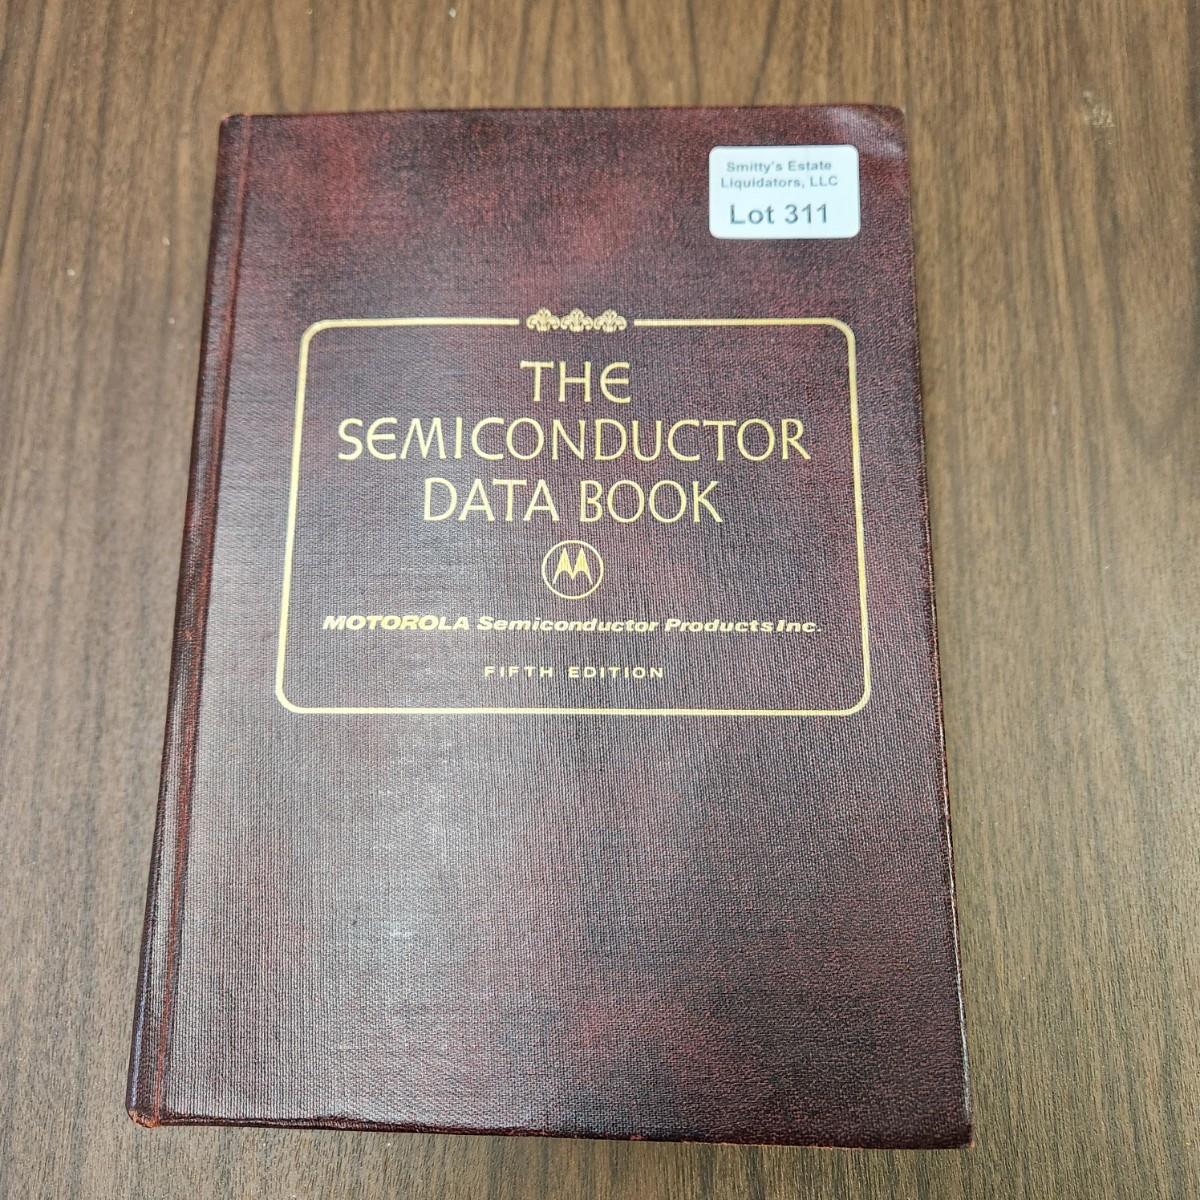 Smitty's Estate
Liquidators, LLC
Lot 311
THE
SEMICONDUCTOR
DATA BOOK
MOTOROLA Semiconductor Products Inc.
FIFTH EDITION